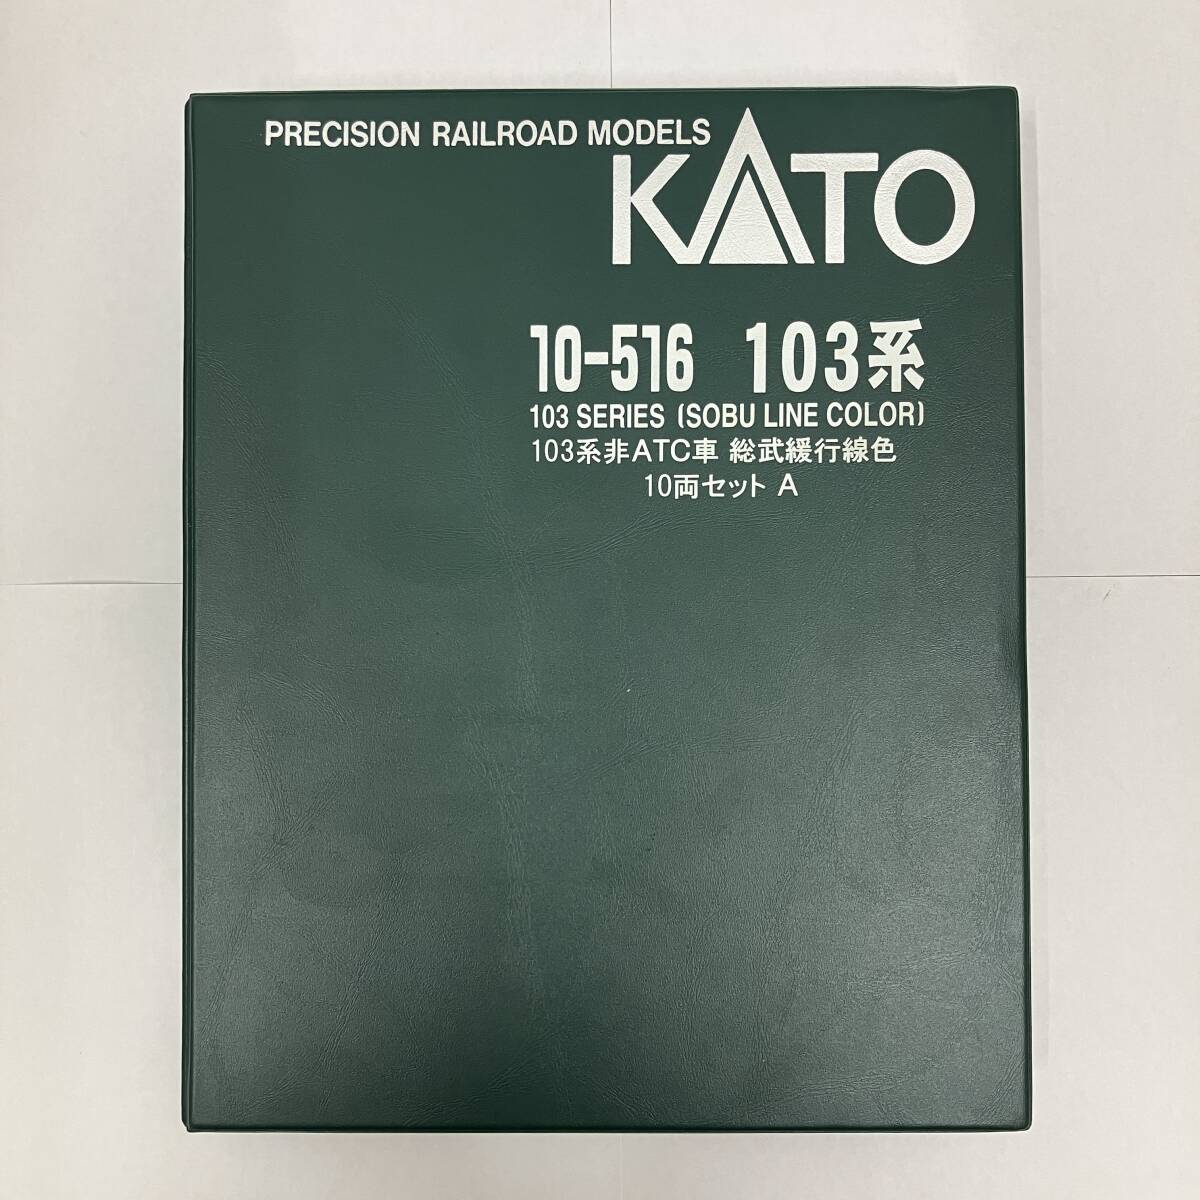 PRECISION RAILROAD MODELS
KATO
10-516 103系
103 SERIES (SOBU LINE COLOR)
103系非ATC車 総武緩行線色
10両セット A